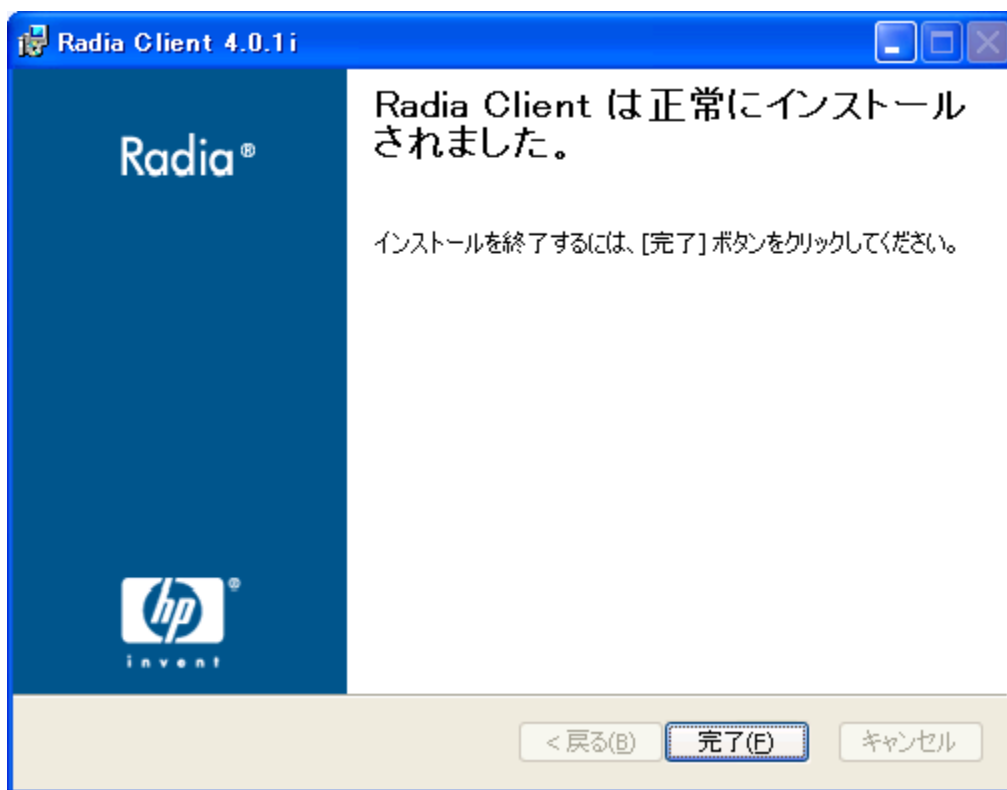 Radia Client 4.0.1i
Radia®
Radia Client は正常にインストール
されました。
インストールを終了するには、[完了] ボタンをクリックしてください。
hp®
invent
< 戻る(B)
完了(F)
キャンセル